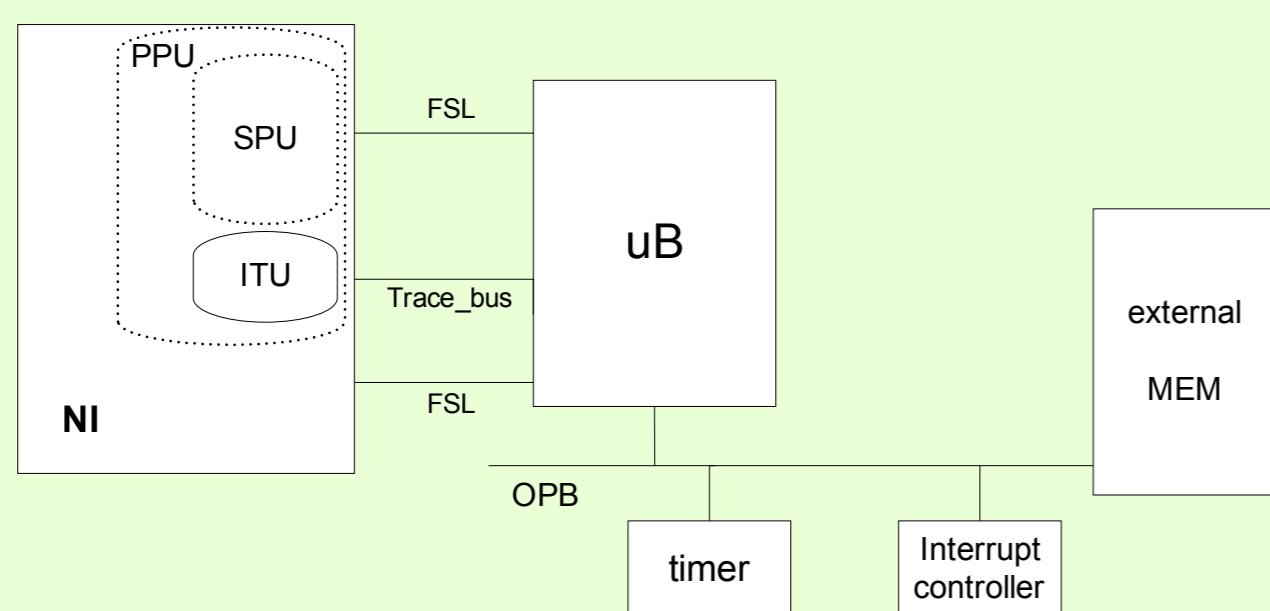 PPU
SPU
ITU
NI
FSL
Trace_bus
FSL
uB
OPB
timer
Interrupt
controller
external
MEM